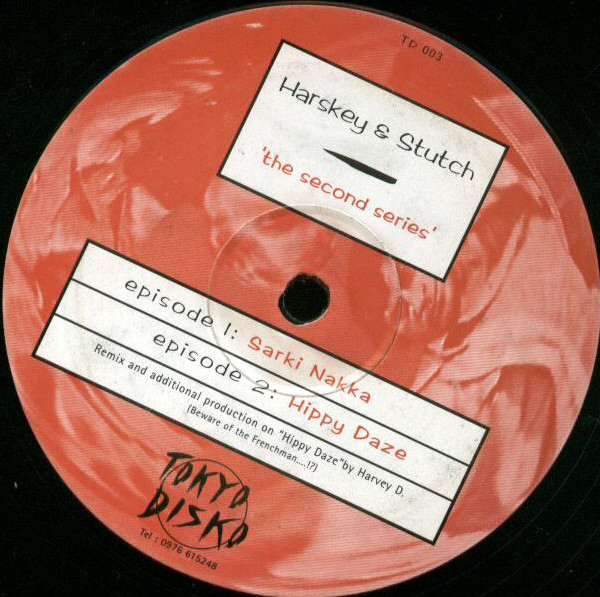 TD 003
Harskey & Stutch
'the second series'
episode 1: Sarki Nakka
episode 2: Hippy Daze
Remix and additional production on "Hippy Daze"by Harvey D.
(Beware of the Frenchman....!?)
TOKYO
DISKO
Tel : 0976 615248